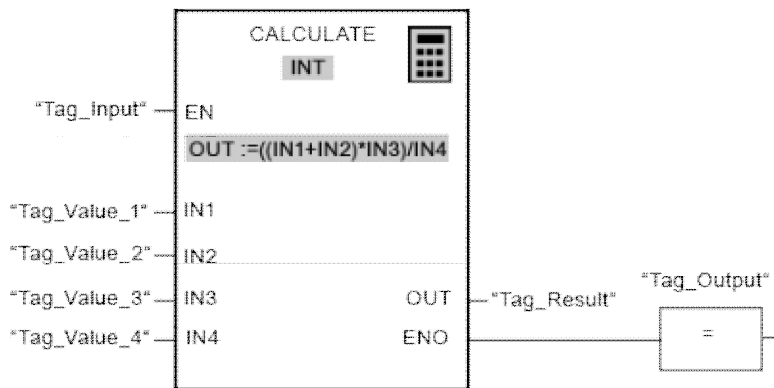 CALCULATE
INT
"Tag_Input"
EN
OUT :=((IN1+IN2)*IN3)/IN4
"Tag_Value_1"
IN1
"Tag_Value_2"
IN2
"Tag_Value_3"
IN3
OUT
"Tag_Result"
"Tag_Output"
"Tag_Value_4"
IN4
ENO
=